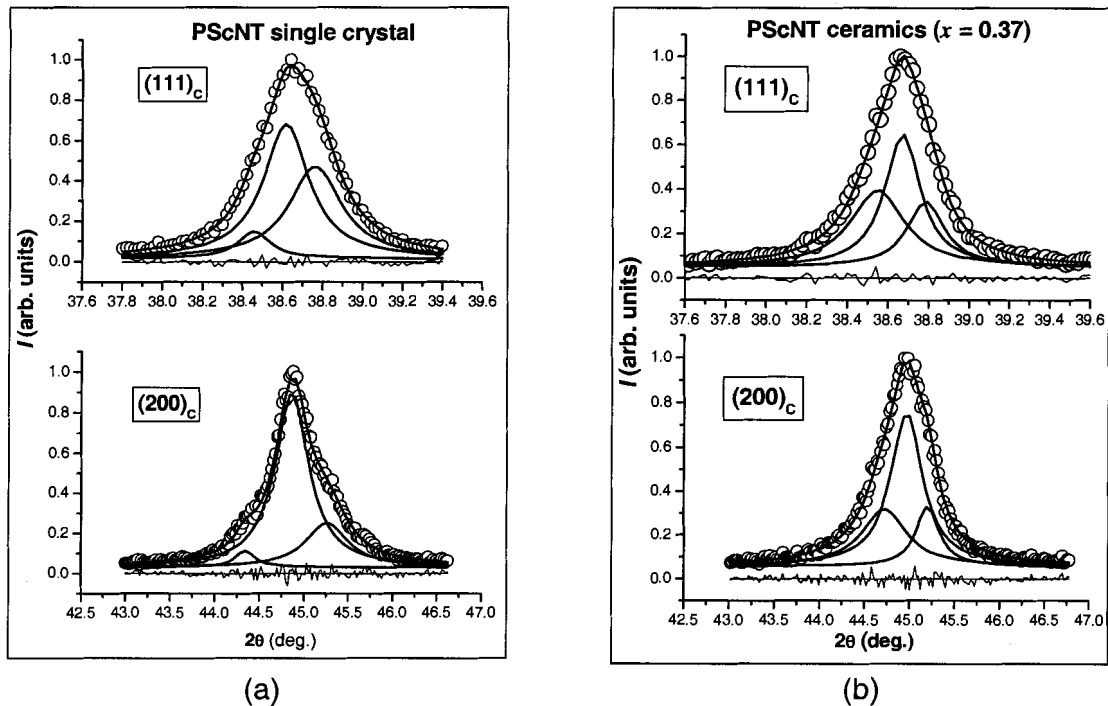 PScNT single crystal
(111)c
1.0
0.8
0.6
0.4
0.2
0.0
37.6 37.8 38.0 38.2 38.4 38.6 38.8 39.0 39.2 39.4 39.6
I (arb. units)
(200)c
1.0
0.8
0.6
0.4
0.2
0.0
42.5 43.0 43.5 44.0 44.5 45.0 45.5 46.0 46.5 47.0
2θ (deg.)
(a)
PScNT ceramics (x = 0.37)
(111)c
1.0
0.8
0.6
0.4
0.2
0.0
37.6 37.8 38.0 38.2 38.4 38.6 38.8 39.0 39.2 39.4 39.6
I (arb. units)
(200)c
1.0
0.8
0.6
0.4
0.2
0.0
42.5 43.0 43.5 44.0 44.5 45.0 45.5 46.0 46.5 47.0
2θ (deg.)
(b)